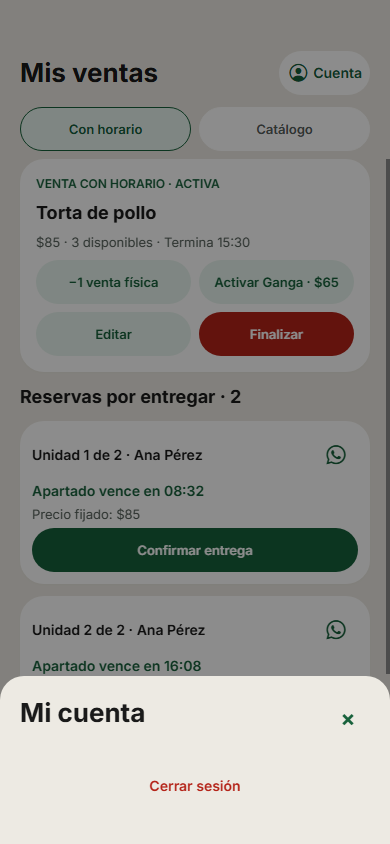 Mis ventas
Cuenta
Con horario
Catálogo
VENTA CON HORARIO · ACTIVA
Torta de pollo
$85 · 3 disponibles · Termina 15:30
−1 venta física
Activar Ganga · $65
Editar
Finalizar
Reservas por entregar · 2
Unidad 1 de 2 · Ana Pérez
Apartado vence en 08:32
Precio fijado: $85
Confirmar entrega
Unidad 2 de 2 · Ana Pérez
Apartado vence en 16:08
Mi cuenta
×
Cerrar sesión